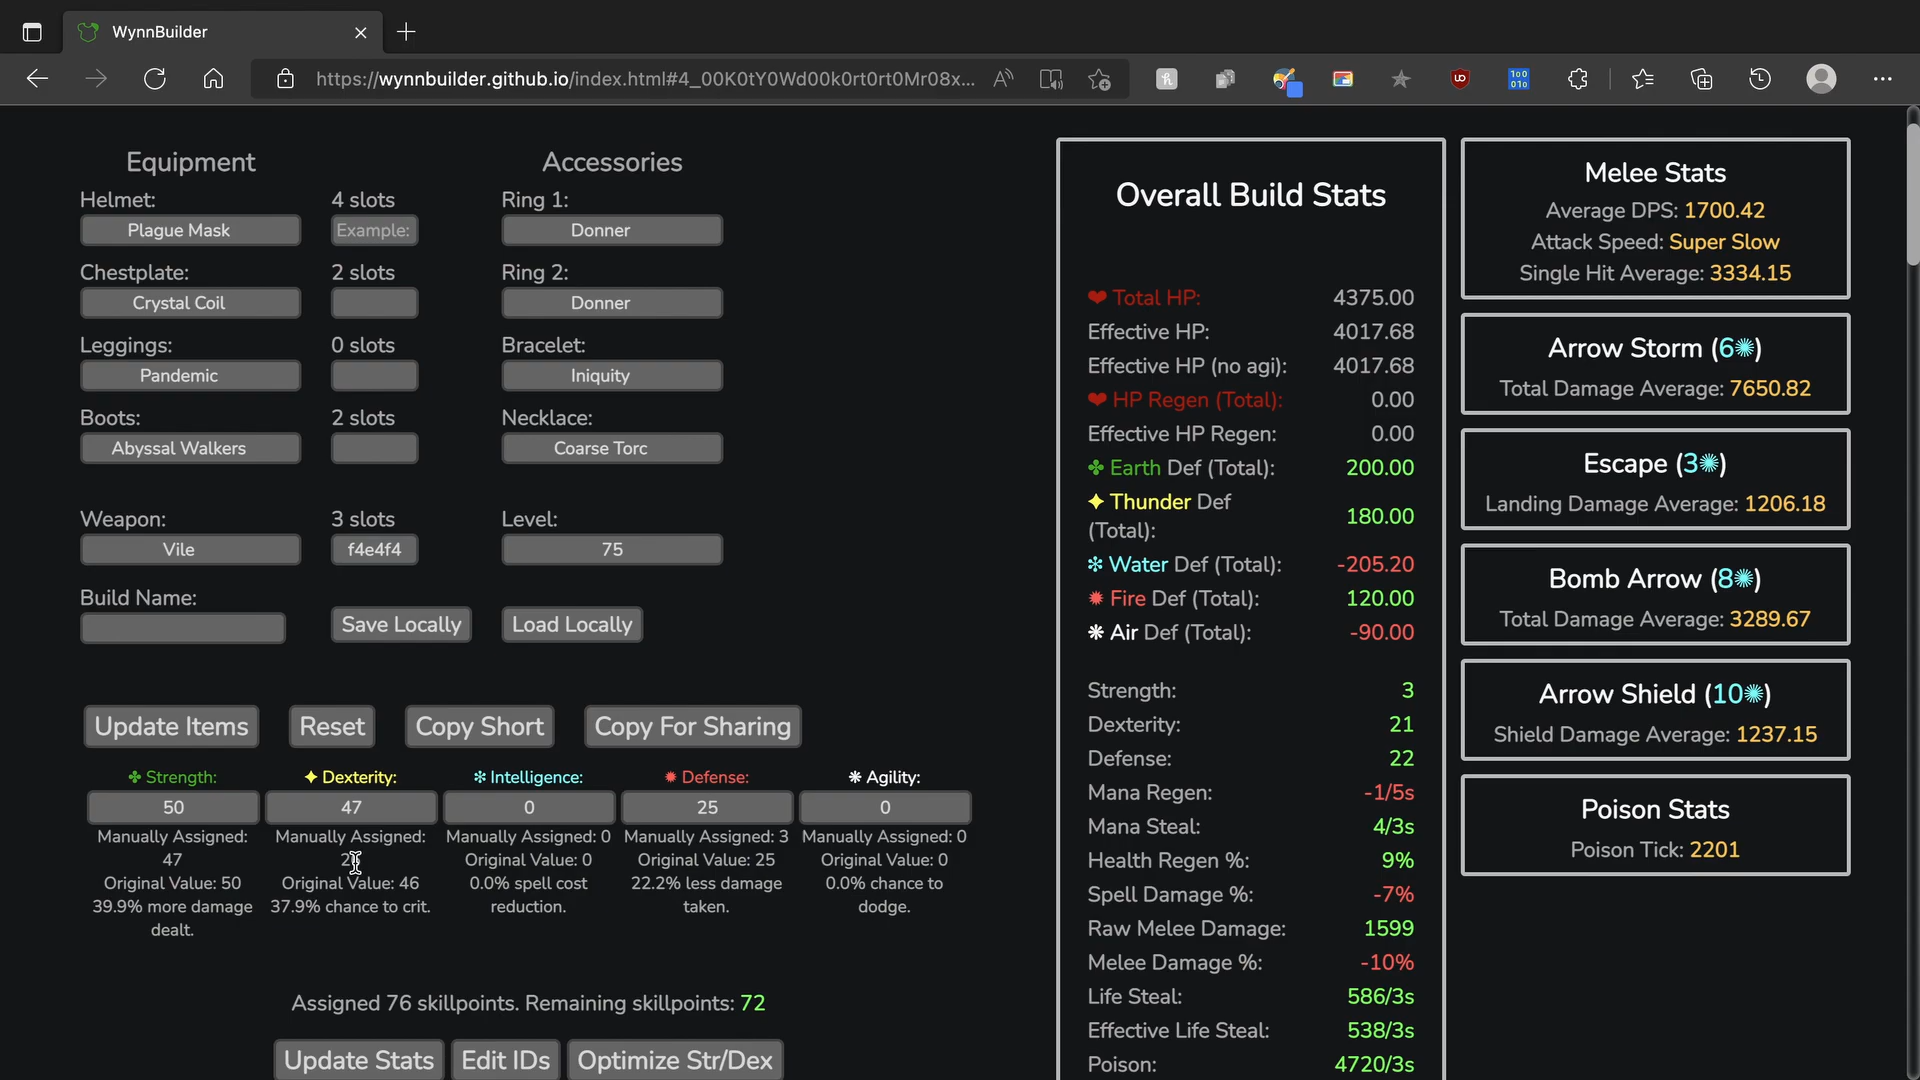 WynnBuilder
https://wynnbuilder.github.io/index.html#4_00K0tY0Wd00k0rt0rt0Mr08x...
Equipment
Accessories
Helmet:
4 slots
Ring 1:
Plague Mask
Example:
Donner
Chestplate:
2 slots
Ring 2:
Crystal Coil
Donner
Leggings:
0 slots
Bracelet:
Pandemic
Iniquity
Boots:
2 slots
Necklace:
Abyssal Walkers
Coarse Torc
Weapon:
3 slots
Level:
Vile
f4e4f4
75
Build Name:
Save Locally
Load Locally
Update Items
Reset
Copy Short
Copy For Sharing
Strength:
50
Manually Assigned:
47
Original Value: 50
39.9% more damage
dealt.
Dexterity:
47
Manually Assigned:
Original Value: 46
37.9% chance to crit.
Intelligence:
0
Manually Assigned: 0
Original Value: 0
0.0% spell cost
reduction.
Defense:
25
Manually Assigned: 3
Original Value: 25
22.2% less damage
taken.
Agility:
0
Manually Assigned: 0
Original Value: 0
0.0% chance to
dodge.
Assigned 76 skillpoints. Remaining skillpoints: 72
Update Stats
Edit IDs
Optimize Str/Dex
Overall Build Stats
Total HP: 4375.00
Effective HP: 4017.68
Effective HP (no agi): 4017.68
HP Regen (Total): 0.00
Effective HP Regen: 0.00
Earth Def (Total): 200.00
Thunder Def
(Total): 180.00
Water Def (Total): -205.20
Fire Def (Total): 120.00
Air Def (Total): -90.00
Strength: 3
Dexterity: 21
Defense: 22
Mana Regen: -1/5s
Mana Steal: 4/3s
Health Regen %: 9%
Spell Damage %: -7%
Raw Melee Damage: 1599
Melee Damage %: -10%
Life Steal: 586/3s
Effective Life Steal: 538/3s
Poison: 4720/3s
Melee Stats
Average DPS: 1700.42
Attack Speed: Super Slow
Single Hit Average: 3334.15
Arrow Storm (6)
Total Damage Average: 7650.82
Escape (3)
Landing Damage Average: 1206.18
Bomb Arrow (8)
Total Damage Average: 3289.67
Arrow Shield (10)
Shield Damage Average: 1237.15
Poison Stats
Poison Tick: 2201